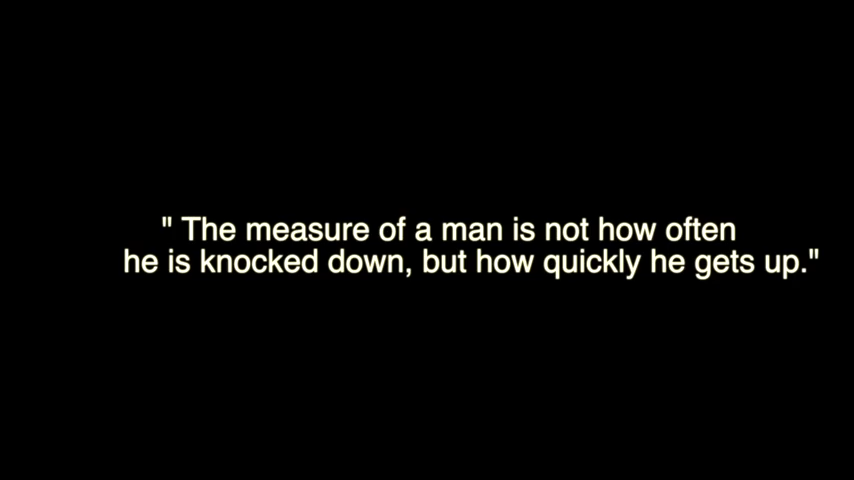 " The measure of a man is not how often
he is knocked down, but how quickly he gets up."